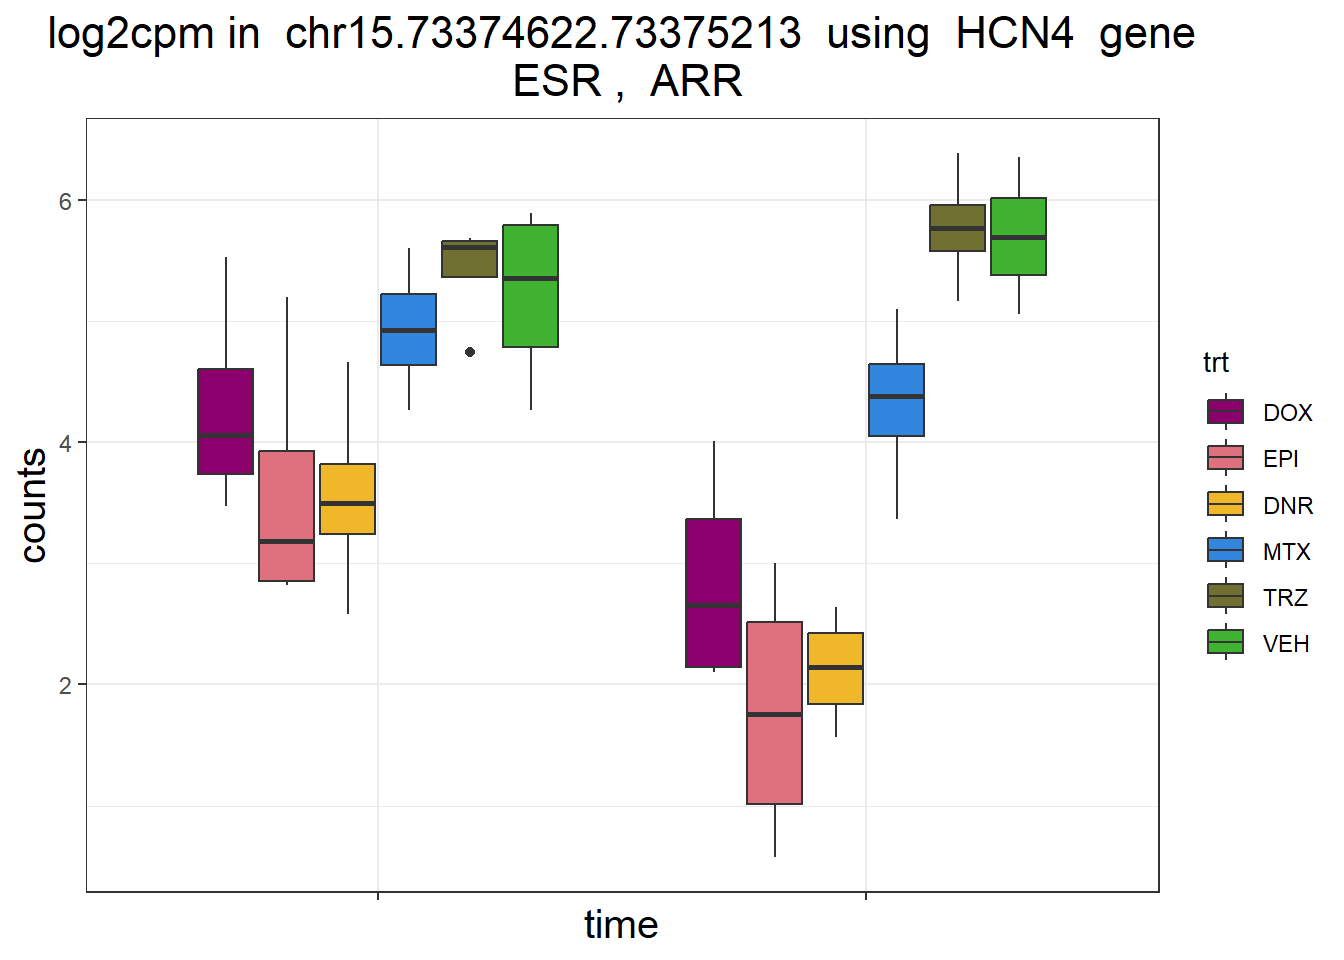 log2cpm in  chr15.73374622.73375213  using  HCN4  gene
ESR ,  ARR
6
4
2
counts
time
trt
DOX
EPI
DNR
MTX
TRZ
VEH